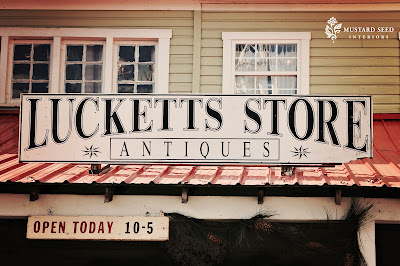 MUSTARD SEED
INTERIORS
LUCKETTS STORE
ANTIQUES
OPEN TODAY 10-5